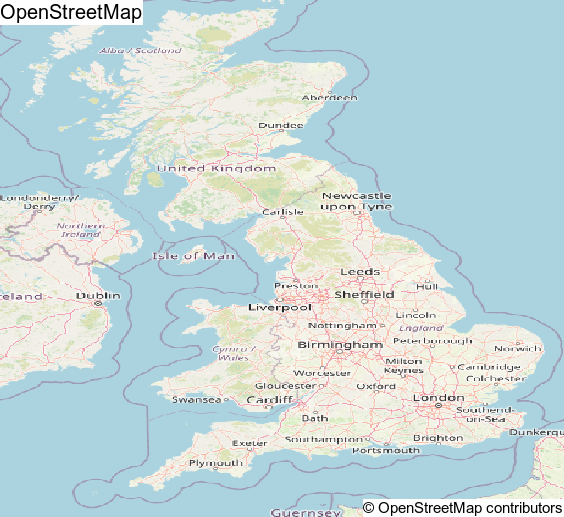 OpenStreetMap
Alba / Scotland
Aberdeen
Dundee
United Kingdom
Londonderry/
Derry
Newcastle
upon Tyne
Carlisle
Northern
Ireland
Isle of Man
Leeds
Preston
Hull
eland
Dublin
Sheffield
Liverpool
Lincoln
Nottingham
England
Peterborough
Norwich
Birmingham
Cymru /
Wales
Milton
Keynes
Cambridge
Worcester
Colchester
Gloucester
Oxford
Swansea
Cardiff
London
Southend-
on-Sea
Bath
Dunkerqu
Exeter
Southampton
Brighton
Portsmouth
Plymouth
Guernsey
© OpenStreetMap contributors